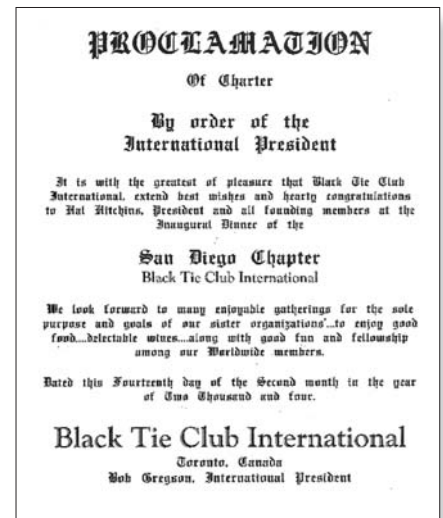 PROCLAMATION
Of Charter
By order of the
International President
It is with the greatest of pleasure that Black Tie Club
International, extend best wishes and hearty congratulations
to Hal Hitchins, President and all founding members at the
Inaugural Dinner of the
San Diego Chapter
Black Tie Club International
We look forward to many enjoyable gatherings for the sole
purpose and goals of our sister organizations'...to enjoy good
food....delectable wines....along with good fun and fellowship
among our Worldwide members.
Dated this Fourteenth day of the Second month in the year
of Two Thousand and four.
Black Tie Club International
Toronto, Canada
Bob Gregson, International President